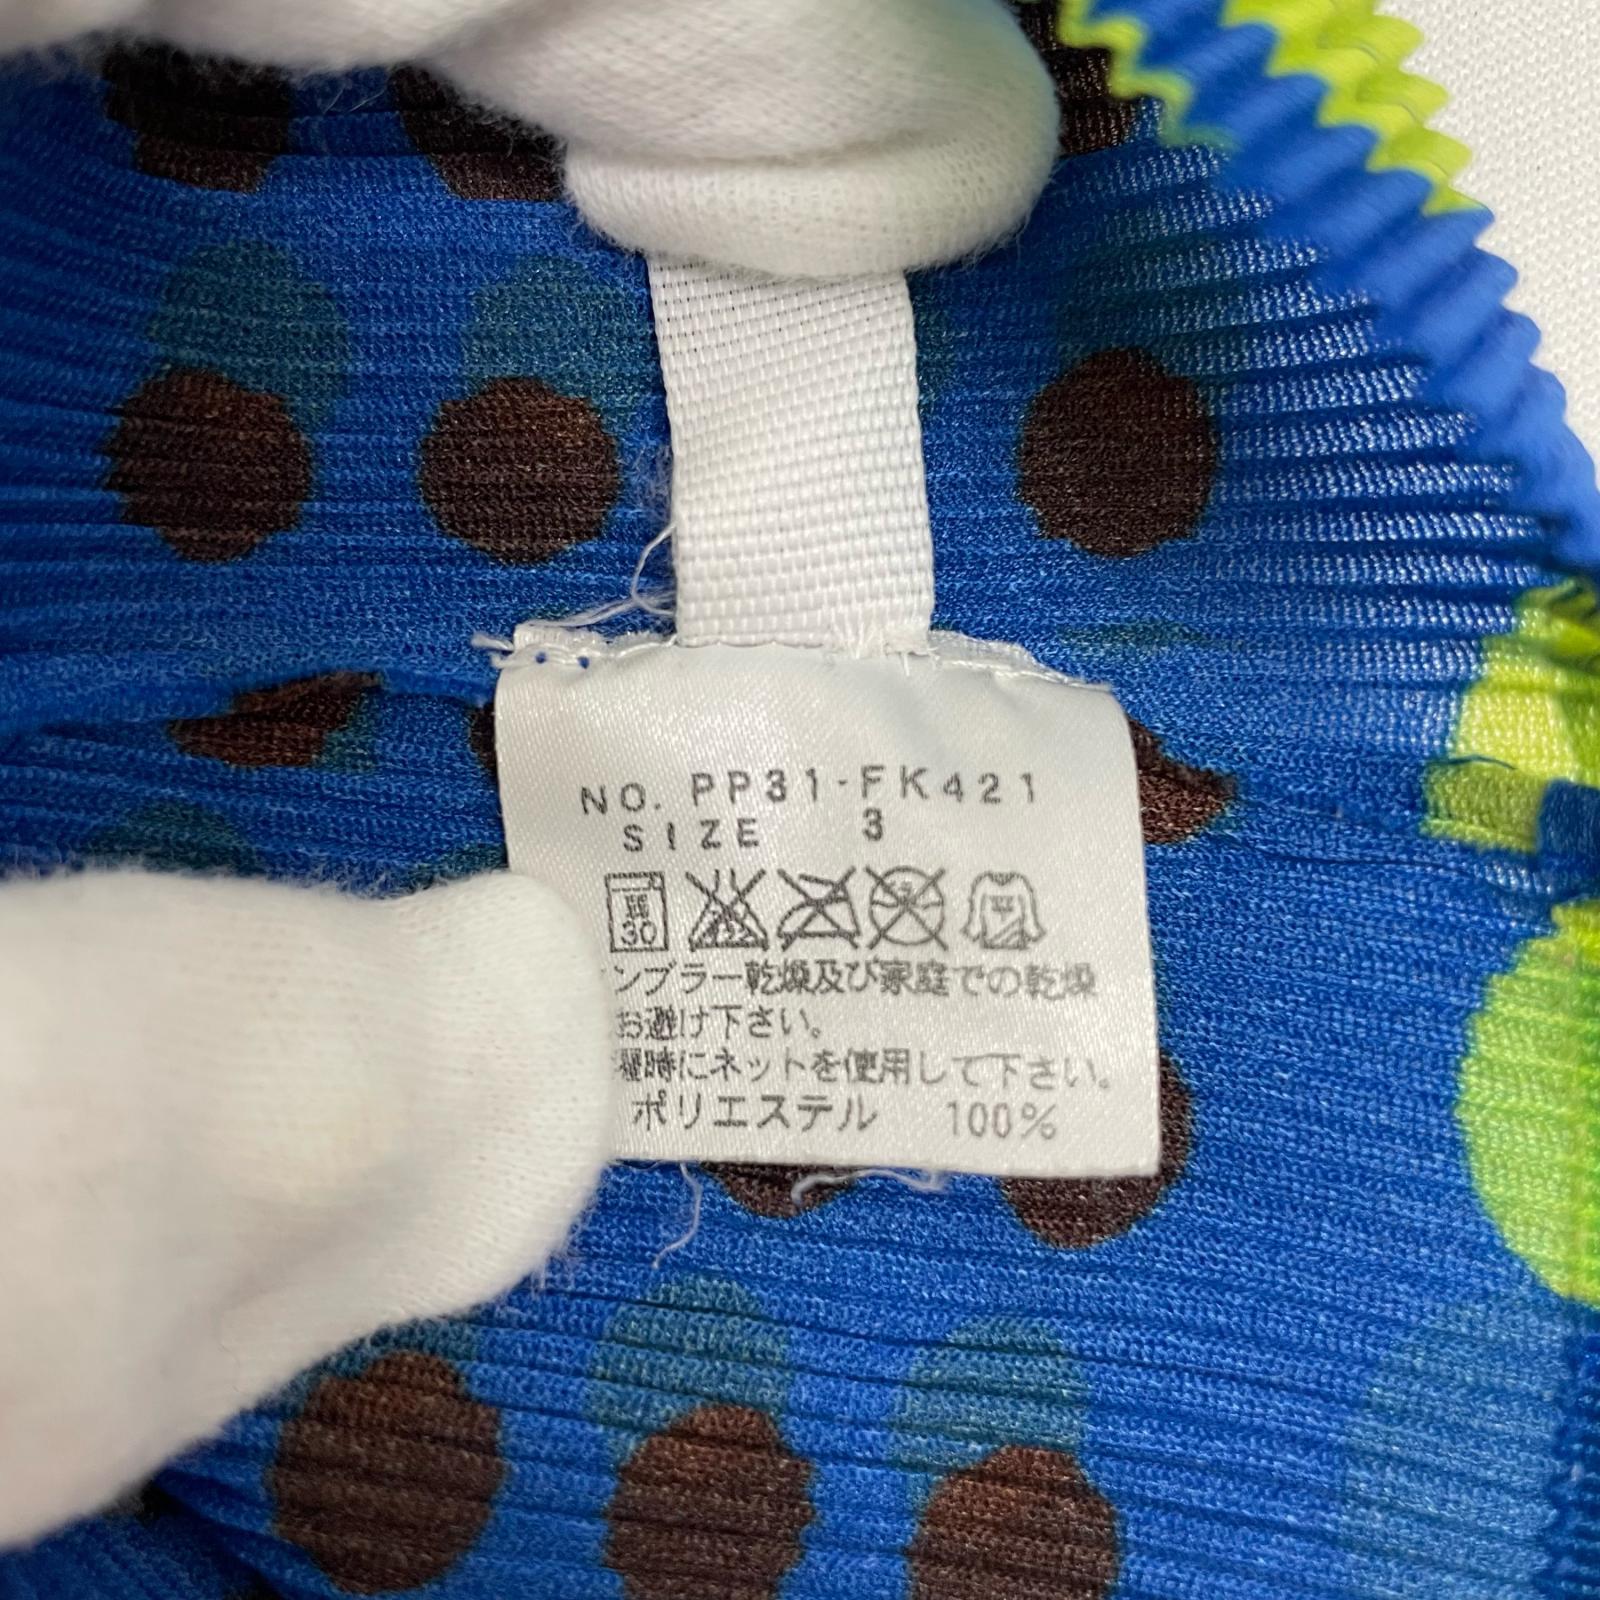 NO. PP31-FK421
SIZE 3
弱 30
ンブラー乾燥及び家庭での乾燥
お避け下さい。
濯時にネットを使用して下さい。
ポリエステル 100%